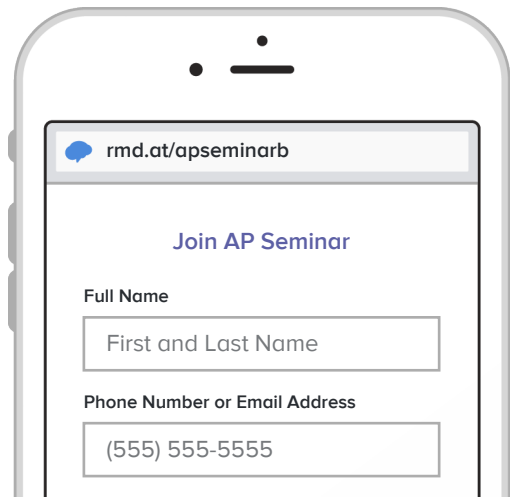 rmd.at/apseminarb
Join AP Seminar
Full Name
First and Last Name
Phone Number or Email Address
(555) 555-5555